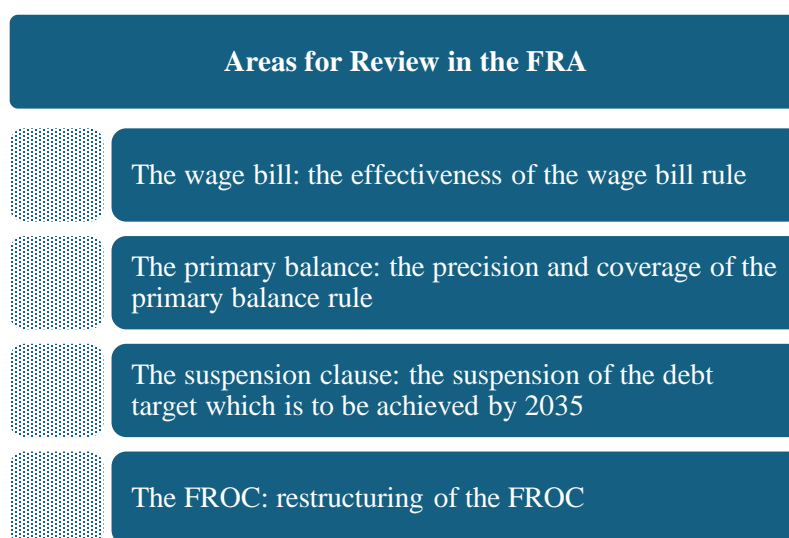 Areas for Review in the FRA
The wage bill: the effectiveness of the wage bill rule
The primary balance: the precision and coverage of the
primary balance rule
The suspension clause: the suspension of the debt
target which is to be achieved by 2035
The FROC: restructuring of the FROC